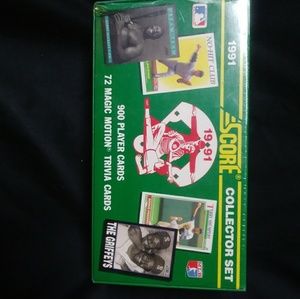 1991
SCORE®
COLLECTOR SET
NO-HIT CLUB
1991
900 PLAYER CARDS
72 MAGIC MOTION® TRIVIA CARDS
THE GRIFFEYS